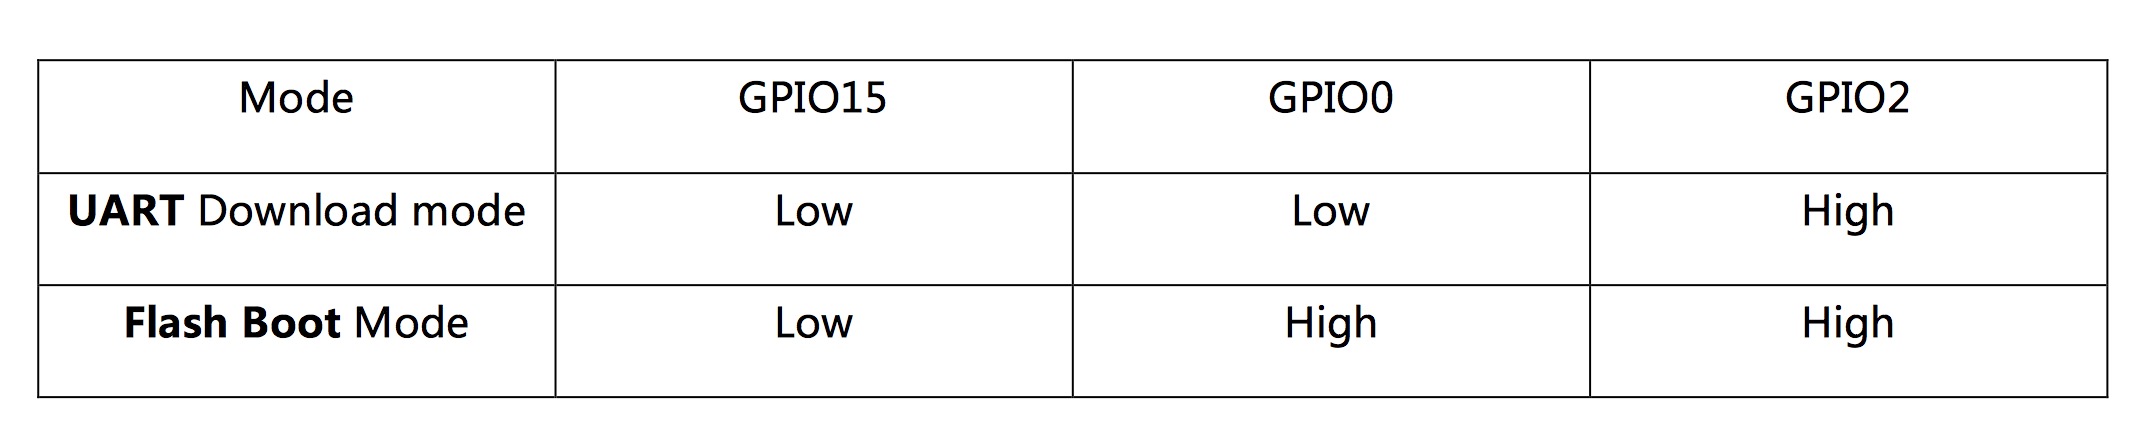 Mode GPIO15 GPIO0 GPIO2
UART Download mode Low Low High
Flash Boot Mode Low High High